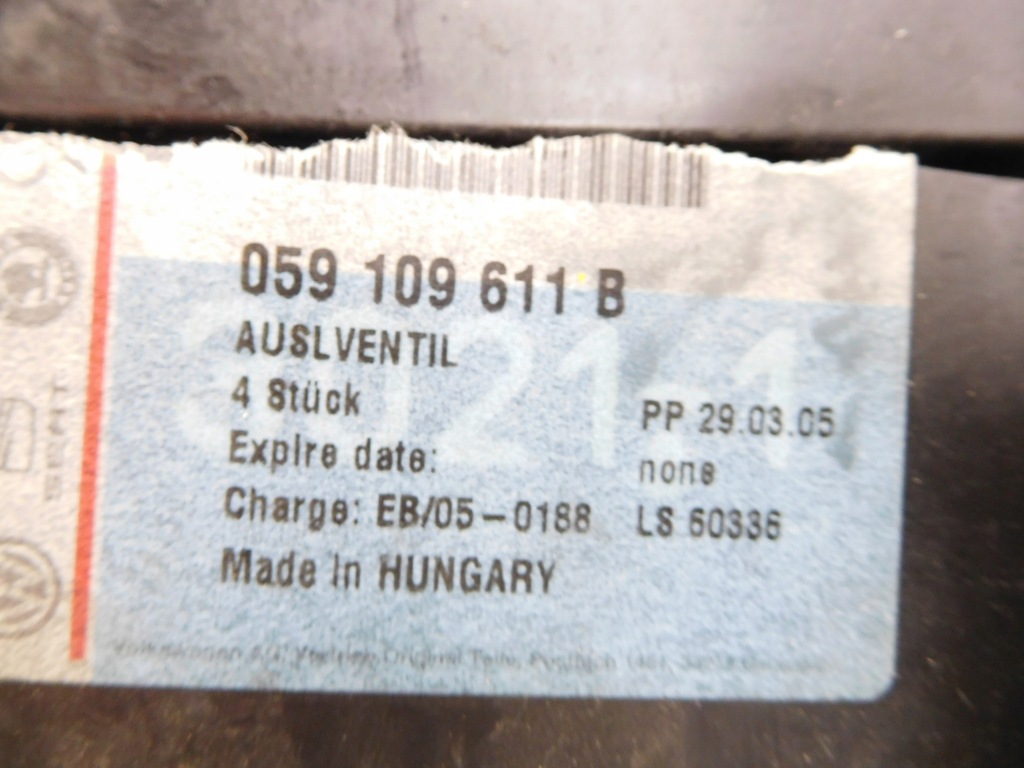 059 109 611 B
AUSLVENTIL
4 Stück PP 29.03.05
Expire date: none
Charge: EB/05-0188 LS 60336
Made in HUNGARY
SEAT